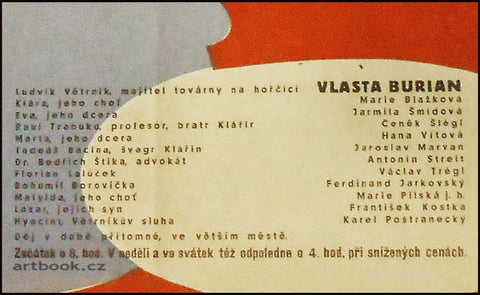 Ludvík Větrník, majitel továrny na hořčici VLASTA BURIAN
Klára, jeho choť Marie Blažková
Eva, jeho dcera Jarmila Šmídová
Raul Trabuko, profesor, bratr Klářin Čeněk Šlégl
Marta, jeho dcera Hana Vítová
Tadeáš Bacina, švagr Klářin Jaroslav Marvan
Dr. Bedřich Štika, advokát Antonín Streit
Florian Lalůček Václav Trégl
Bohumil Borovička Ferdinand Jarkovský
Matylda, jeho choť Marie Pilská j. h.
Lazar, jejich syn František Kostka
Hyacint, Větrníkův sluha Karel Postranecký
Děj v době přítomné, ve větším městě.
Začátek o 8. hod. V neděli a ve svátek též odpoledne o 4. hod. při snížených cenách.
artbook.cz